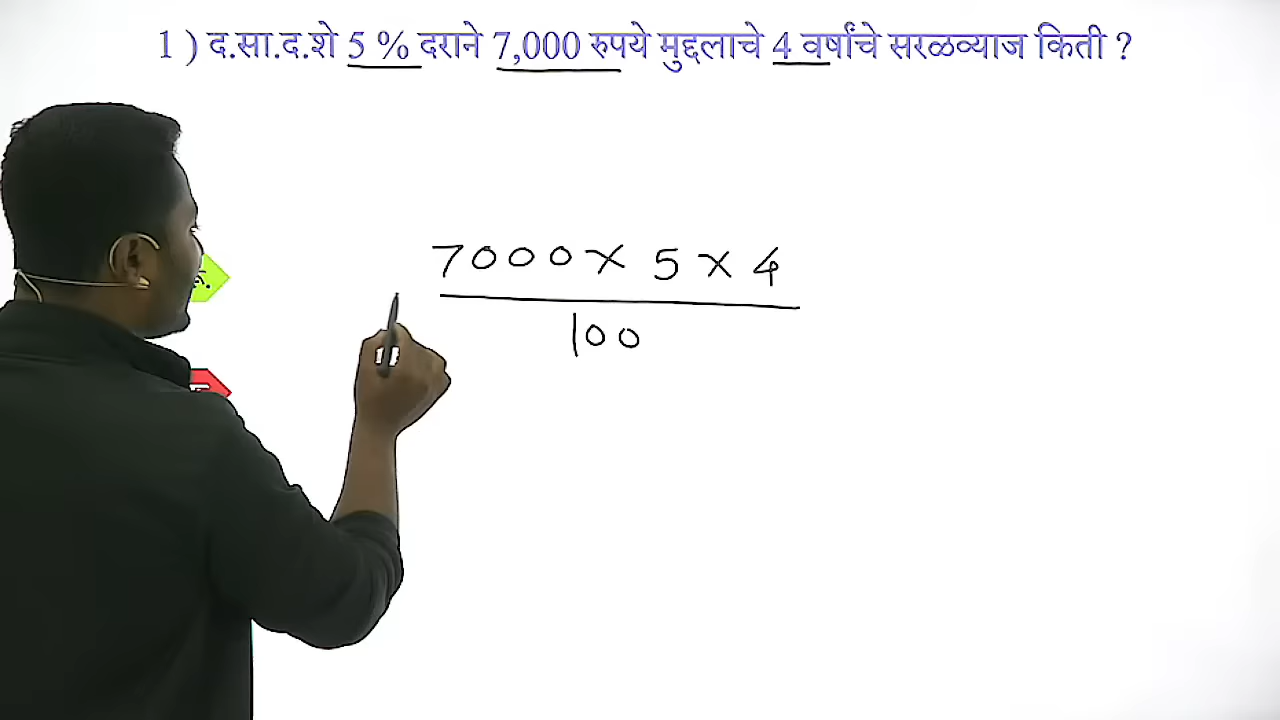 1 ) द.सा.द.शे 5 % दराने 7,000 रुपये मुद्दलाचे 4 वर्षांचे सरळव्याज किती ?
7000 × 5 × 4
100